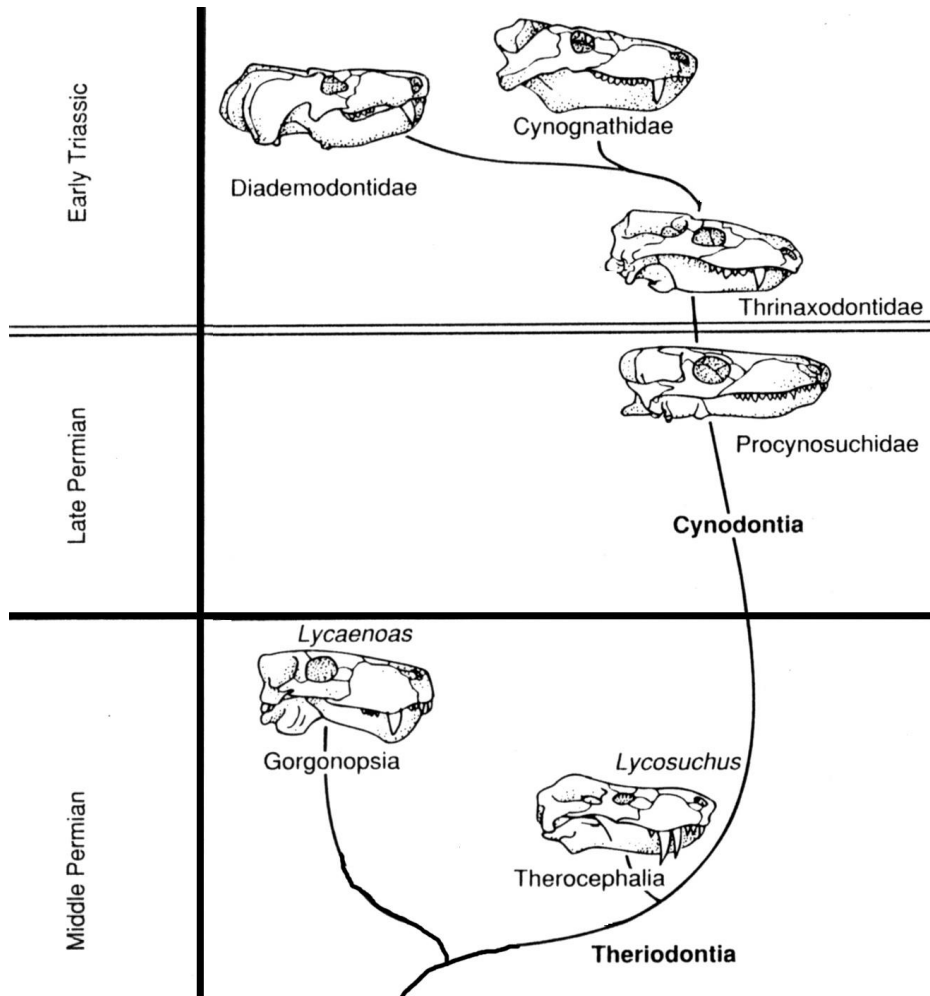 Early Triassic
Cynognathidae
Diademodontidae
Thrinaxodontidae
Late Permian
Procynosuchidae
Cynodontia
Middle Permian
Lycaenoas
Gorgonopsia
Lycosuchus
Therocephalia
Theriodontia